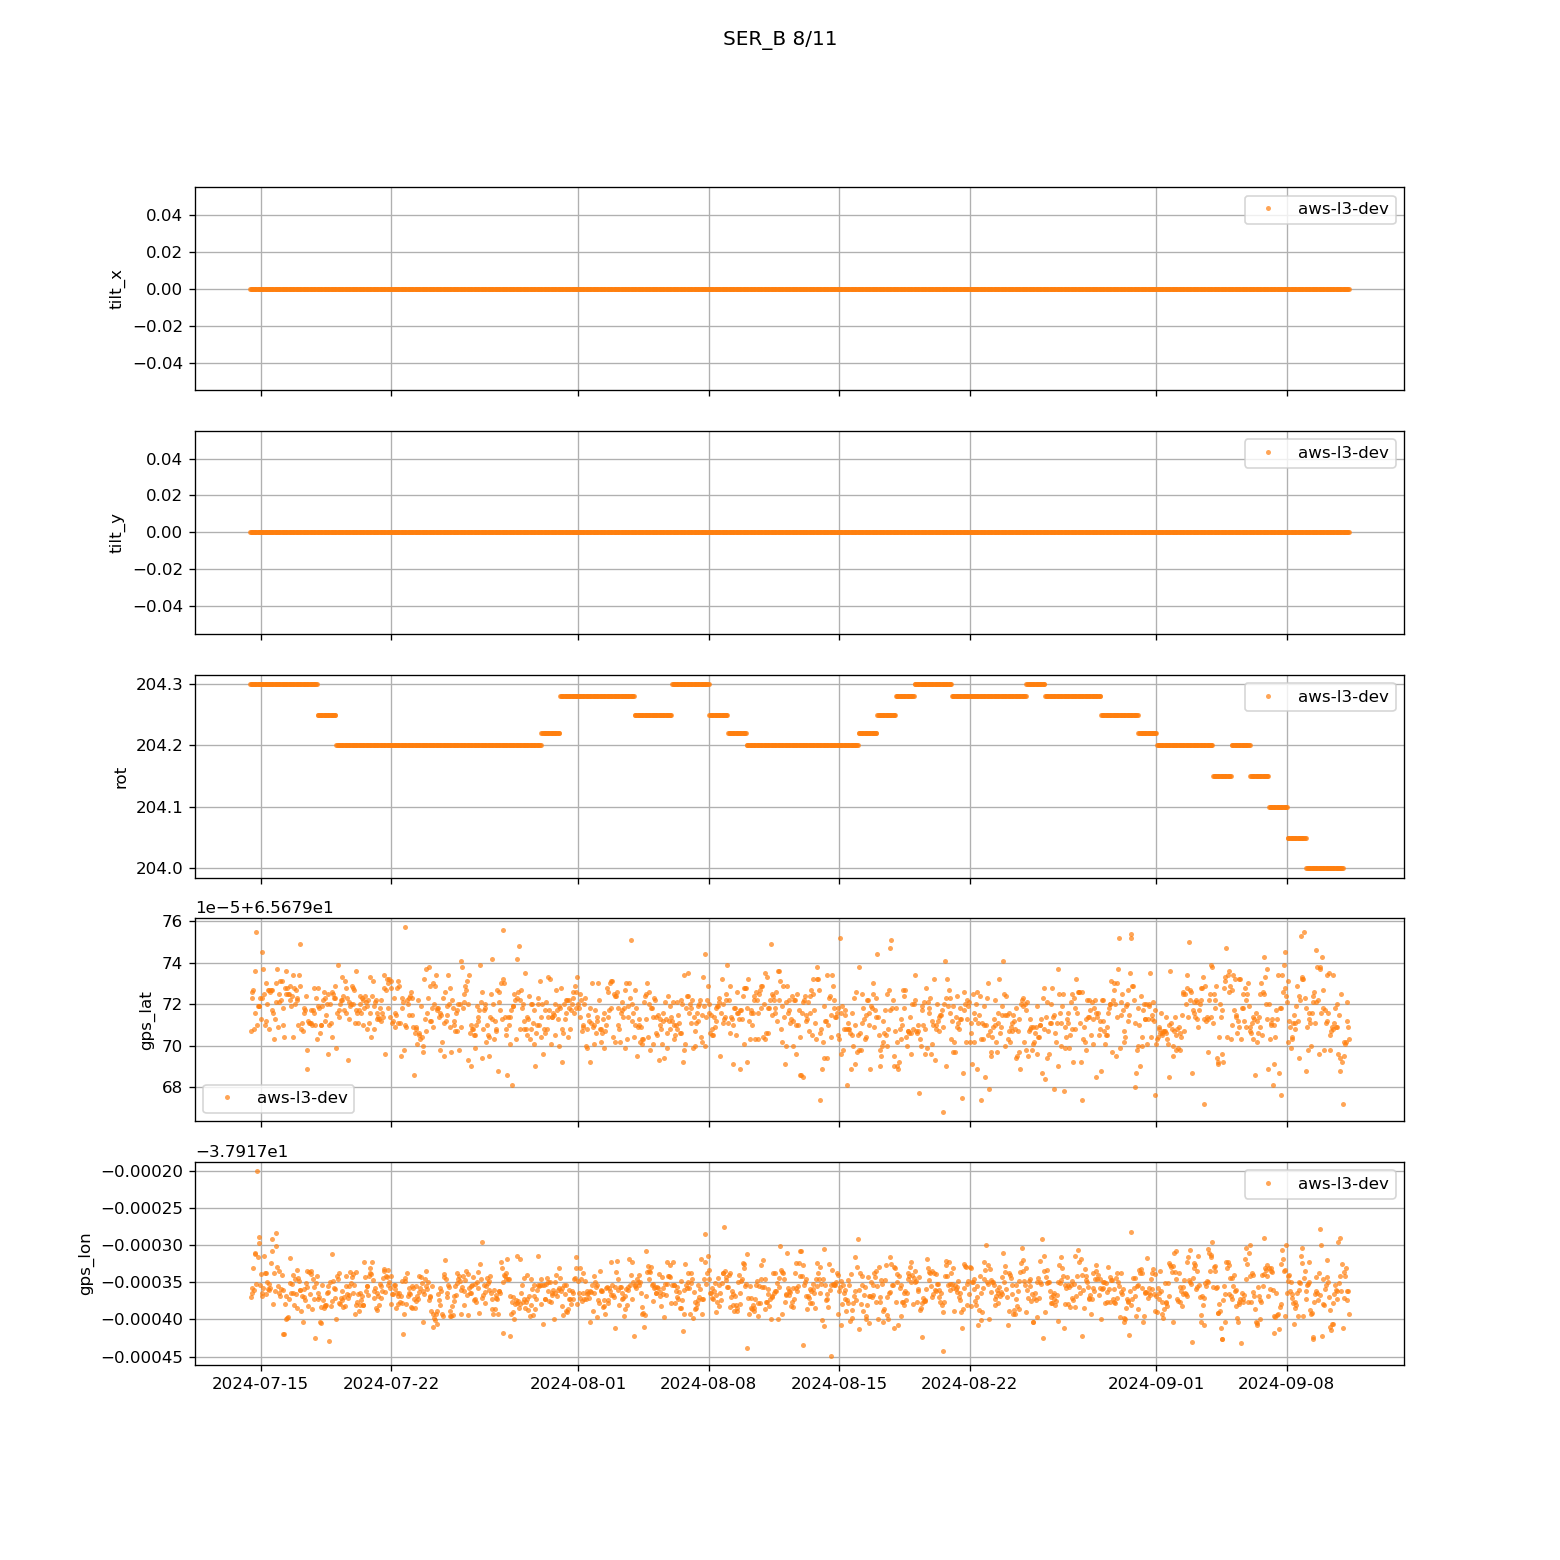 SER_B 8/11
aws-l3-dev
0.04
0.02
0.00
−0.02
−0.04
tilt_x
aws-l3-dev
0.04
0.02
0.00
−0.02
−0.04
tilt_y
aws-l3-dev
204.3
204.2
204.1
204.0
rot
1e−5+6.5679e1
76
74
72
70
68
gps_lat
aws-l3-dev
−3.7917e1
aws-l3-dev
−0.00020
−0.00025
−0.00030
−0.00035
−0.00040
−0.00045
gps_lon
2024-07-15 2024-07-22 2024-08-01 2024-08-08 2024-08-15 2024-08-22 2024-09-01 2024-09-08